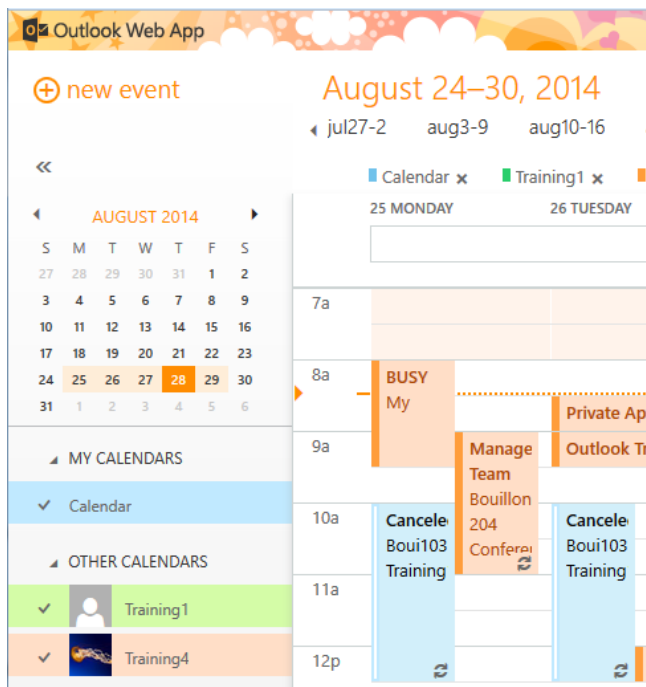 Outlook Web App
new event
August 24–30, 2014
jul27-2 aug3-9 aug10-16
Calendar x Training1 x
AUGUST 2014
S M T W T F S
27 28 29 30 31 1 2
3 4 5 6 7 8 9
10 11 12 13 14 15 16
17 18 19 20 21 22 23
24 25 26 27 28 29 30
31 1 2 3 4 5 6
MY CALENDARS
Calendar
OTHER CALENDARS
Training1
Training4
25 MONDAY 26 TUESDAY
7a
8a
9a
10a
11a
12p
BUSY
My
Manage
Team
Bouillon
204
Conferer
Cancele
Boui103
Training
Private Ap
Outlook Tr
Cancele
Boui103
Training